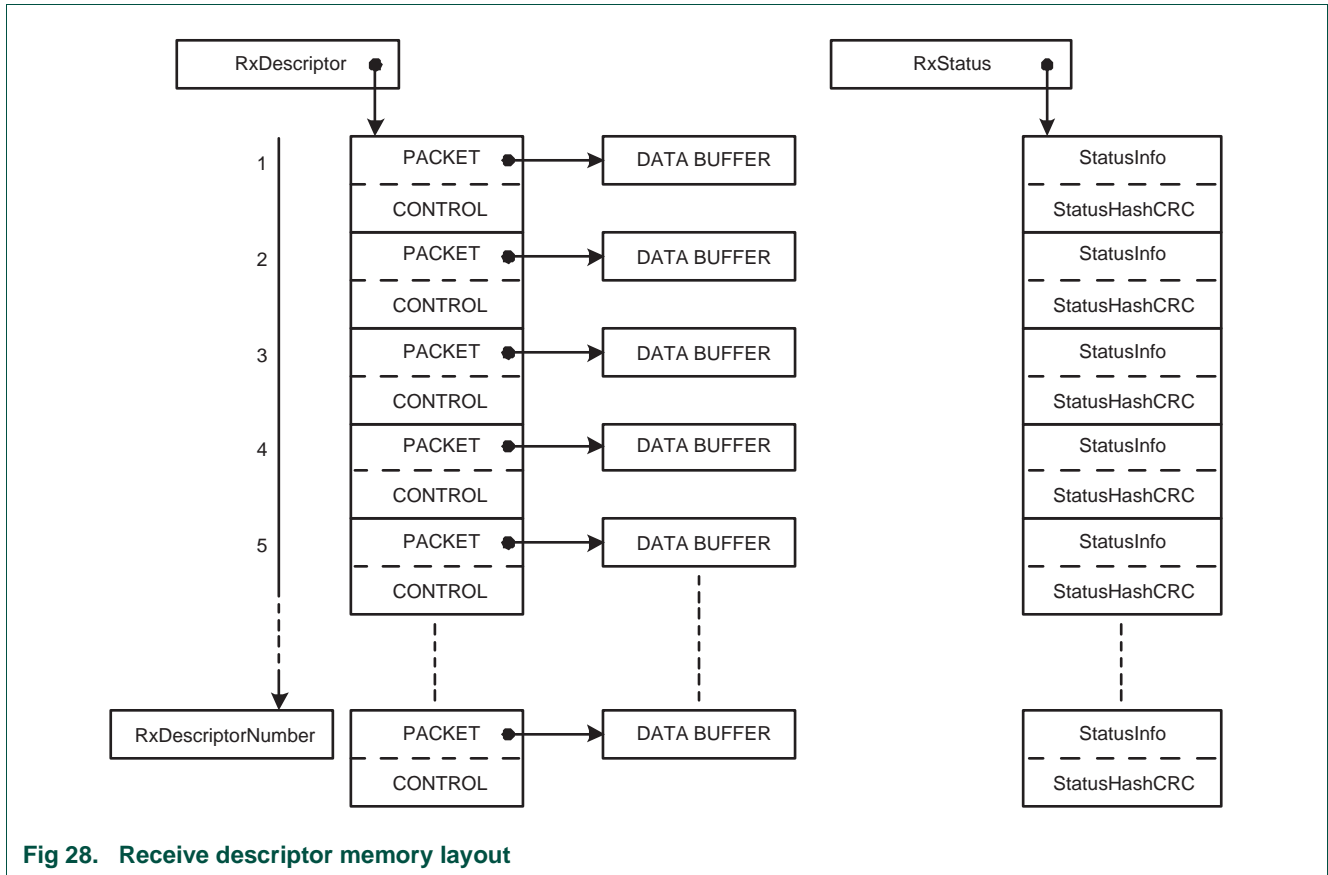 RxDescriptor
RxStatus
1
PACKET
DATA BUFFER
StatusInfo
CONTROL
StatusHashCRC
2
PACKET
DATA BUFFER
StatusInfo
CONTROL
StatusHashCRC
3
PACKET
DATA BUFFER
StatusInfo
CONTROL
StatusHashCRC
4
PACKET
DATA BUFFER
StatusInfo
CONTROL
StatusHashCRC
5
PACKET
DATA BUFFER
StatusInfo
CONTROL
StatusHashCRC
RxDescriptorNumber
PACKET
DATA BUFFER
StatusInfo
CONTROL
StatusHashCRC
Fig 28. Receive descriptor memory layout